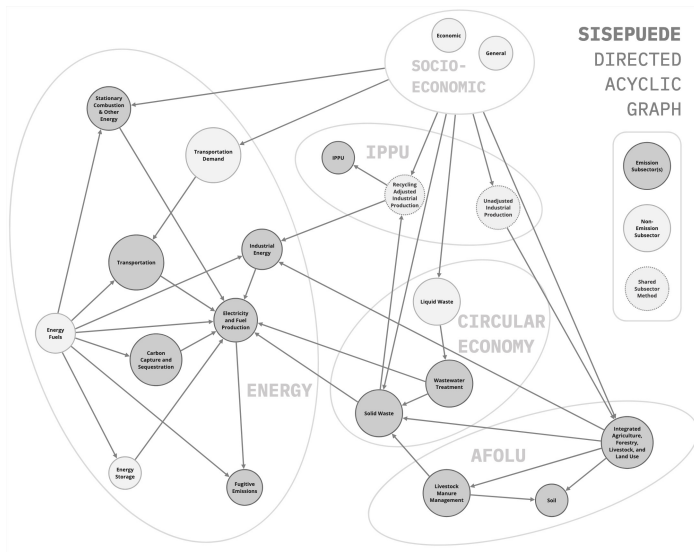 SISEPUEDE
DIRECTED
ACYCLIC
GRAPH
Economic
General
SOCIO-
ECONOMIC
Stationary
Combustion
& Other
Energy
Transportation
Demand
IPPU
IPPU
Recycling
Adjusted
Industrial
Production
Unadjusted
Industrial
Production
Emission
Subsector(s)
Non-
Emission
Subsector
Shared
Subsector
Method
Transportation
Industrial
Energy
Liquid Waste
CIRCULAR
ECONOMY
Energy
Fuels
Electricity
and Fuel
Production
Carbon
Capture and
Sequestration
ENERGY
Wastewater
Treatment
Solid Waste
Integrated
Agriculture,
Forestry,
Livestock, and
Land Use
AFOLU
Energy
Storage
Fugitive
Emissions
Livestock
Manure
Management
Soil